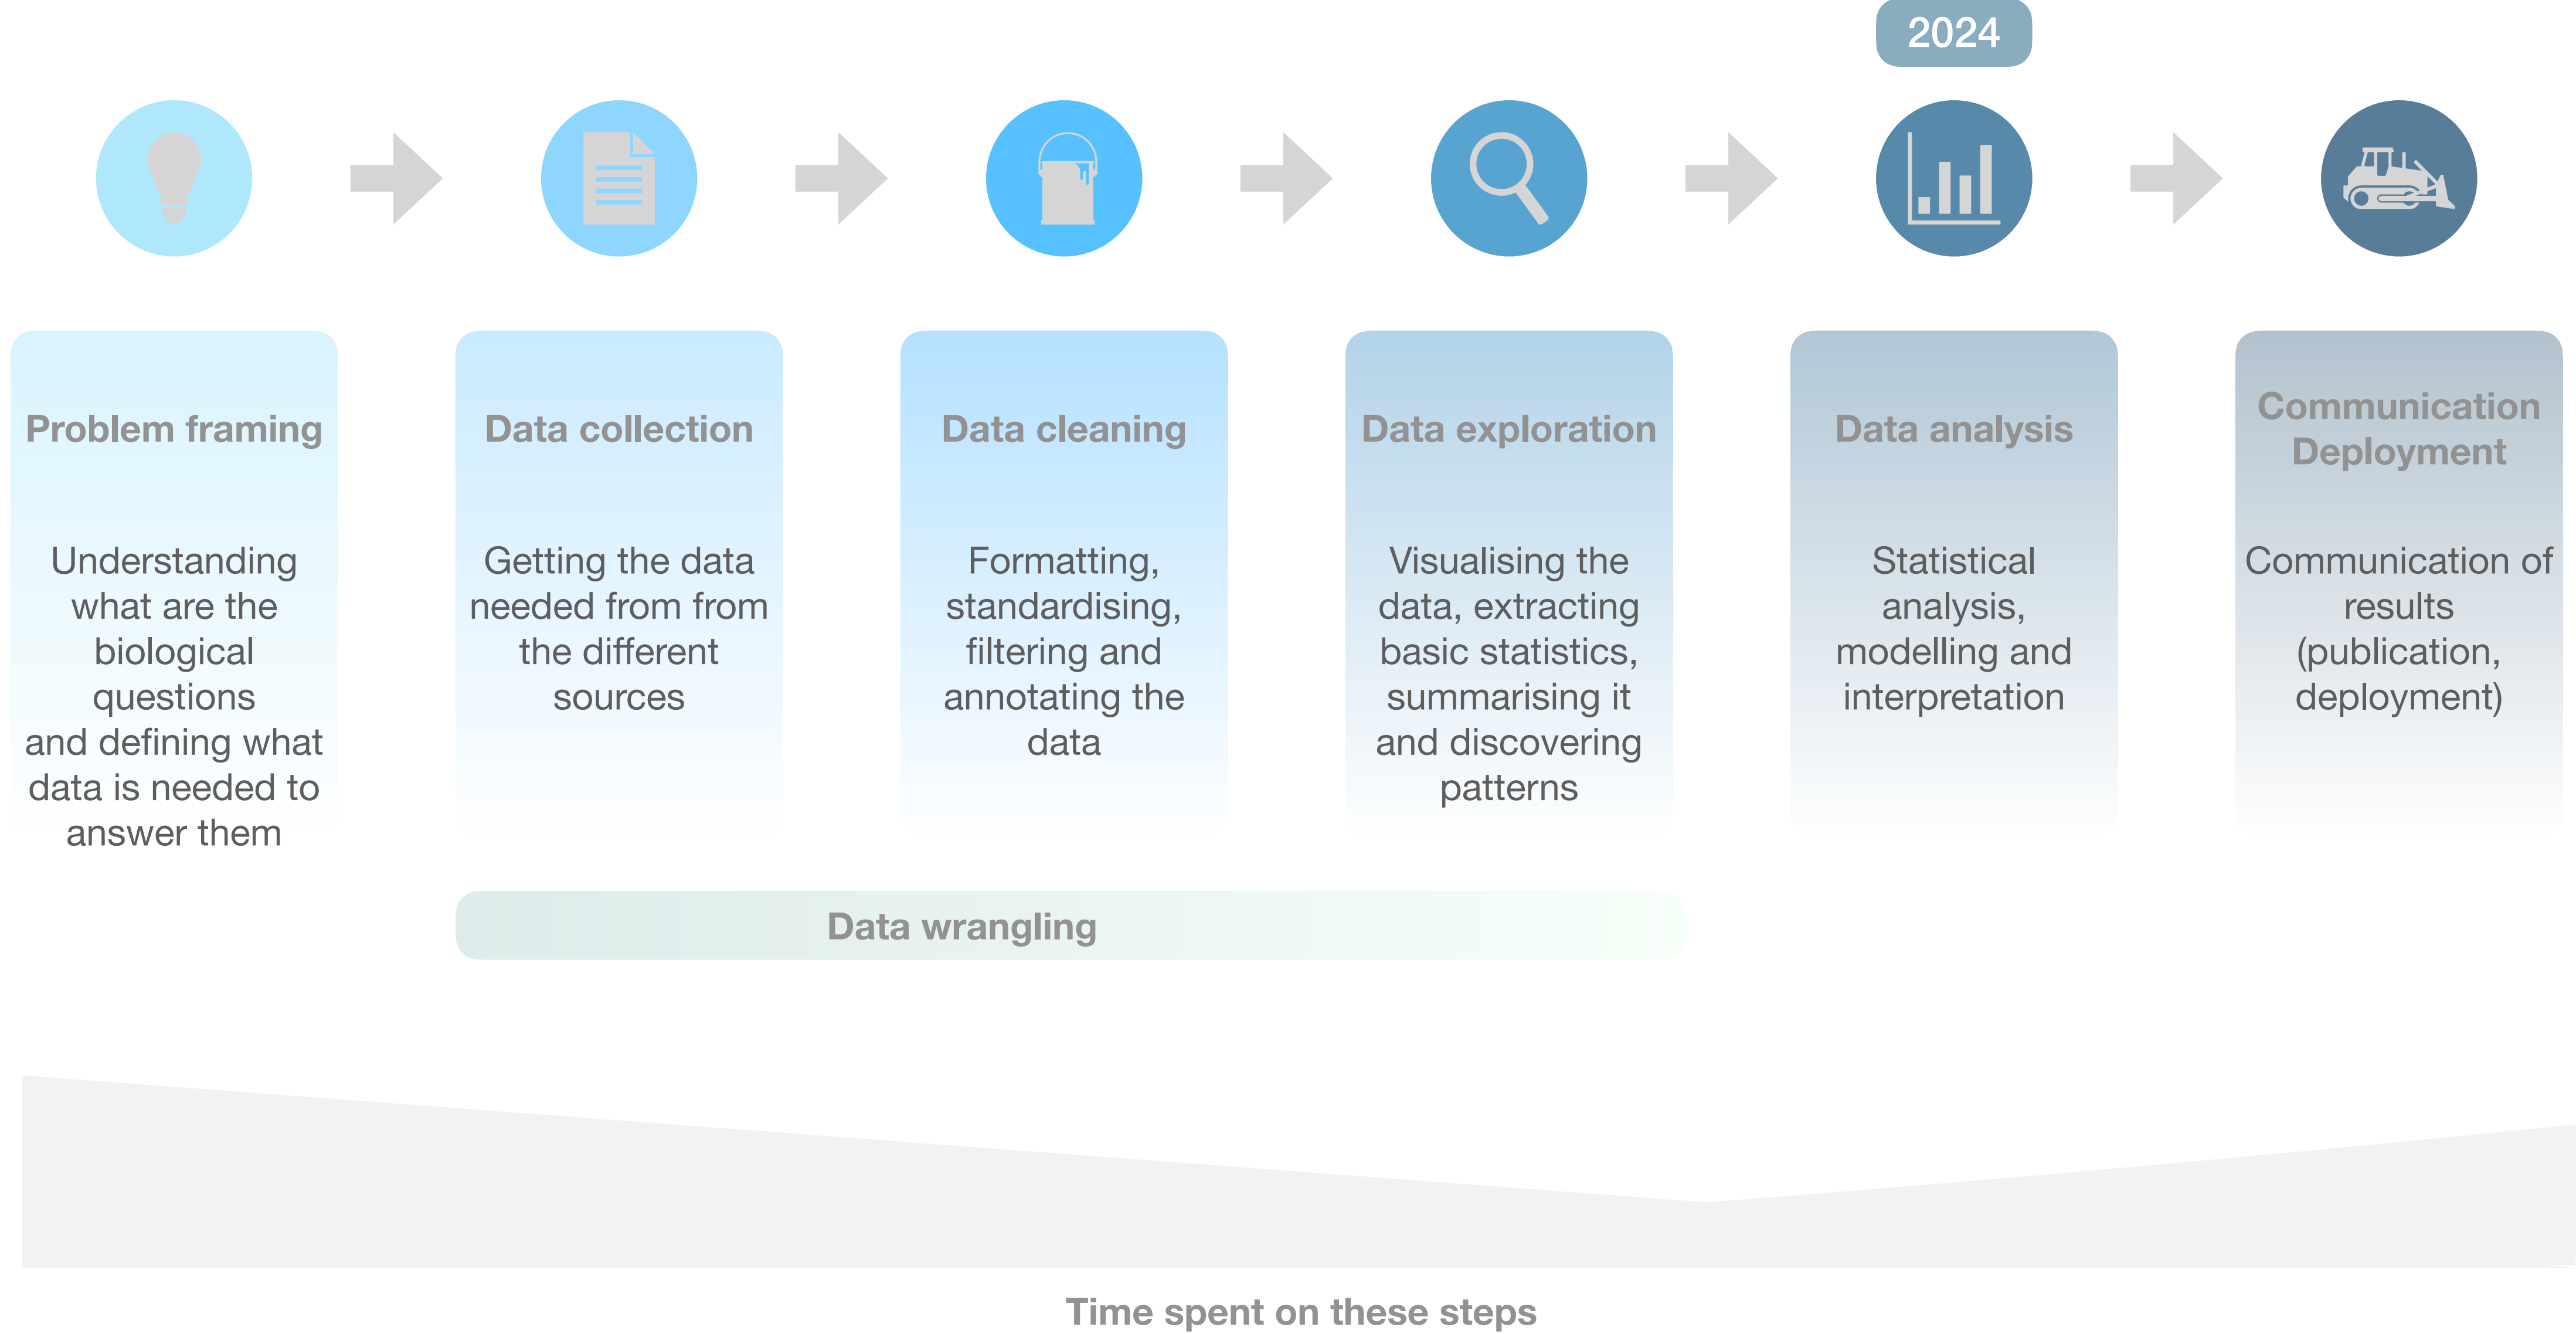 2024
Problem framing
Understanding
what are the
biological
questions
and defining what
data is needed to
answer them
Data collection
Getting the data
needed from from
the different
sources
Data cleaning
Formatting,
standardising,
filtering and
annotating the
data
Data exploration
Visualising the
data, extracting
basic statistics,
summarising it
and discovering
patterns
Data analysis
Statistical
analysis,
modelling and
interpretation
Communication
Deployment
Communication of
results
(publication,
deployment)
Data wrangling
Time spent on these steps